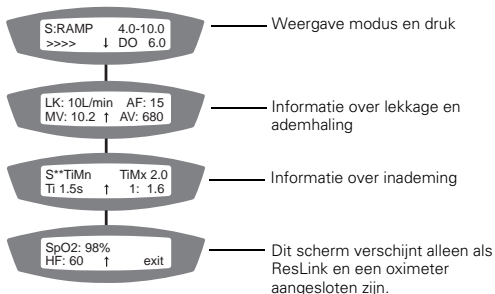 S:RAMP 4.0-10.0
>>>> ↓ DO 6.0
Weergave modus en druk
LK: 10L/min AF: 15
MV: 10.2 ↑ AV: 680
Informatie over lekkage en
ademhaling
S**TiMn TiMx 2.0
Ti 1.5s ↑ 1: 1.6
Informatie over inademing
SpO2: 98%
HF: 60 ↑ exit
Dit scherm verschijnt alleen als
ResLink en een oximeter
aangesloten zijn.